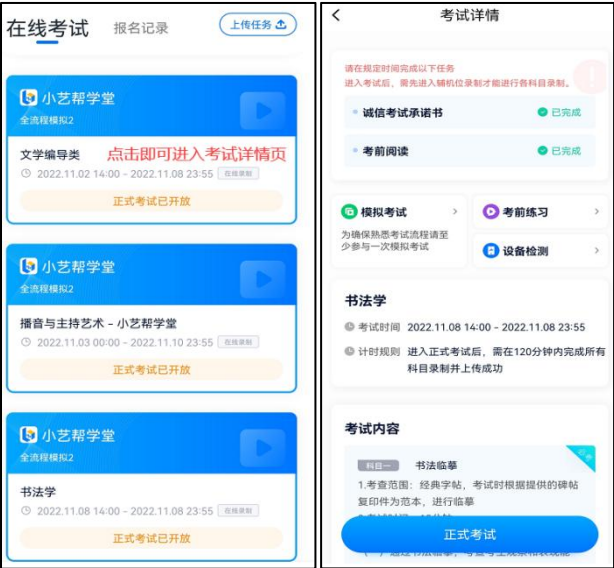 在线考试
报名记录
上传任务
小艺帮学堂
全流程模拟2
文学编导类
点击即可进入考试详情页
2022.11.02 14:00 - 2022.11.08 23:55 在线录制
正式考试已开放
小艺帮学堂
全流程模拟2
播音与主持艺术 - 小艺帮学堂
2022.11.03 00:00 - 2022.11.10 23:55 在线录制
正式考试已开放
小艺帮学堂
全流程模拟2
书法学
2022.11.08 14:00 - 2022.11.08 23:55 在线录制
正式考试已开放
考试详情
请在规定时间完成以下任务
进入考试后，需先进入辅机位录制才能进行各科目录制。
诚信考试承诺书 已完成
考前阅读 已完成
模拟考试
为确保熟悉考试流程请至
少参与一次模拟考试
考前练习
设备检测
书法学
考试时间 2022.11.08 14:00 - 2022.11.08 23:55
计时规则 进入正式考试后，需在120分钟内完成所有
科目录制并上传成功
考试内容
科目一 书法临摹
1.考查范围：经典字帖，考试时根据提供的碑帖
复印件为范本，进行临摹
正式考试